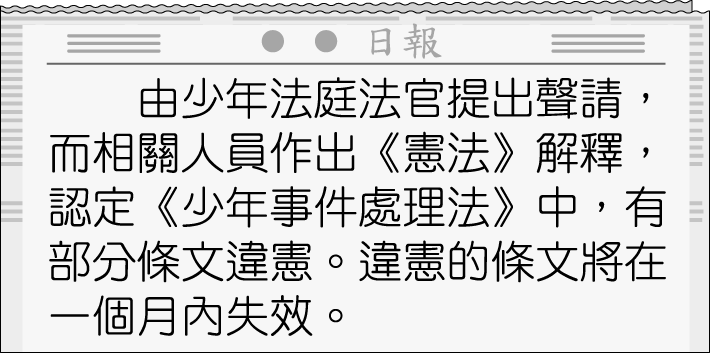 ●●日報
由少年法庭法官提出聲請，
而相關人員作出《憲法》解釋，
認定《少年事件處理法》中，有
部分條文違憲。違憲的條文將在
一個月內失效。